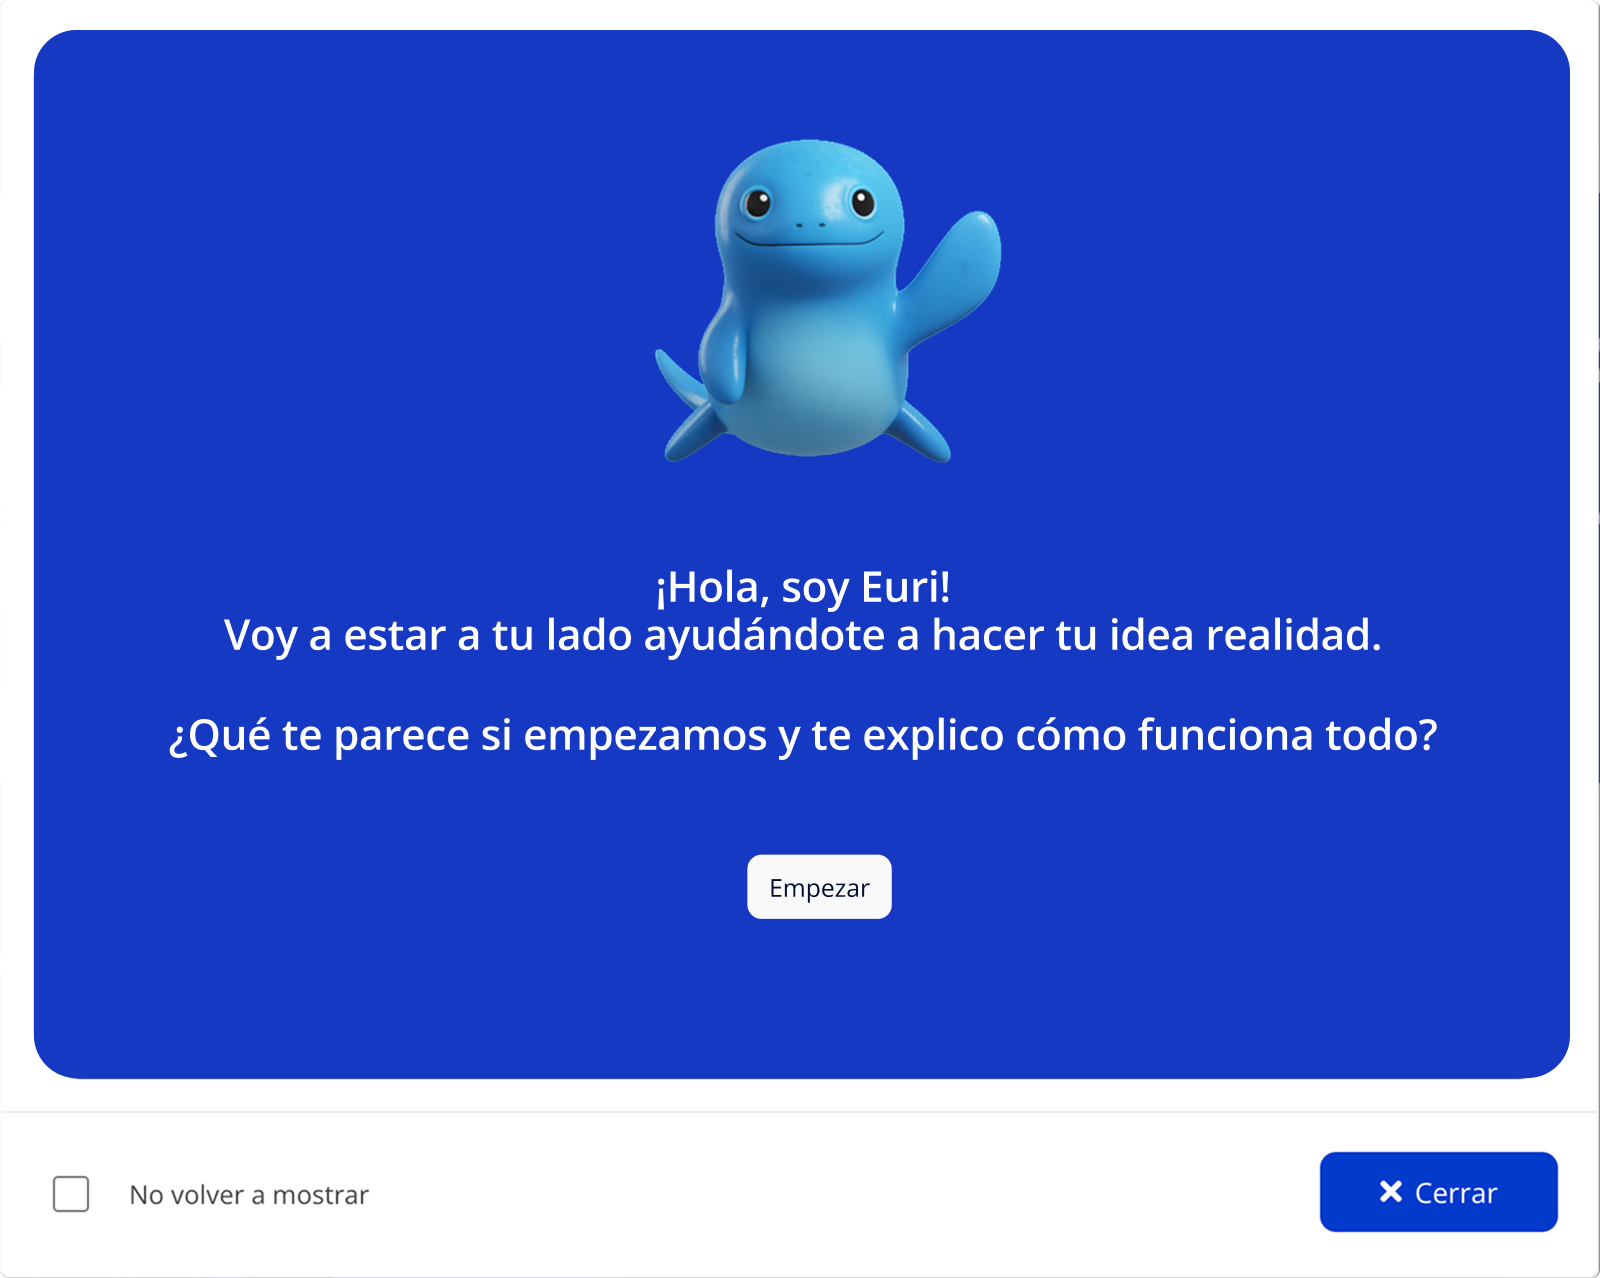 ¡Hola, soy Euri!
Voy a estar a tu lado ayudándote a hacer tu idea realidad.
¿Qué te parece si empezamos y te explico cómo funciona todo?
Empezar
No volver a mostrar
Cerrar